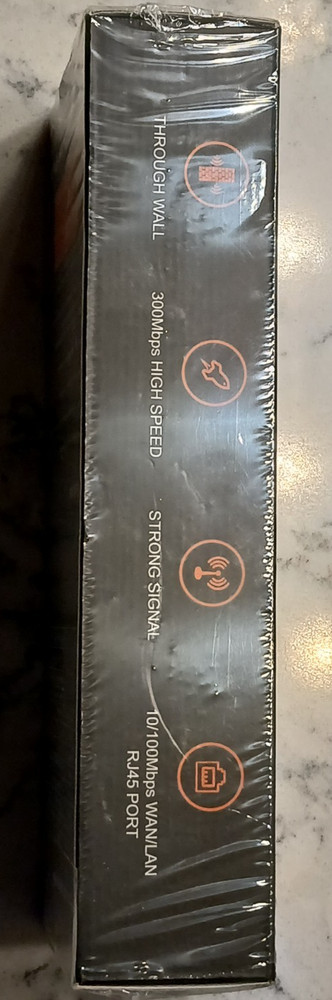 THROUGH WALL
300Mbps HIGH SPEED
STRONG SIGNAL
10/100Mbps WAN/LAN
RJ45 PORT